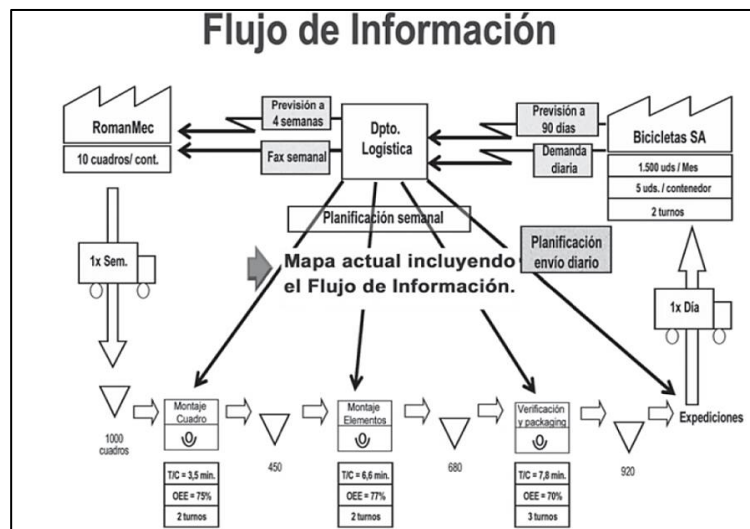 Flujo de Información
RomanMec
10 cuadros/ cont.
Previsión a
4 semanas
Fax semanal
Dpto.
Logística
Previsión a
90 días
Demanda
diaria
Bicicletas SA
1.500 uds / Mes
5 uds. / contenedor
2 turnos
Planificación semanal
Planificación
envío diario
Mapa actual incluyendo
el Flujo de Información.
1x Sem.
1x Día
1000
cuadros
Montaje
Cuadro
T/C = 3,5 min.
OEE = 75%
2 turnos
450
Montaje
Elementos
T/C = 6,6 min.
OEE = 77%
2 turnos
680
Verificación
y packaging
T/C = 7,8 min.
OEE = 70%
3 turnos
920
Expediciones